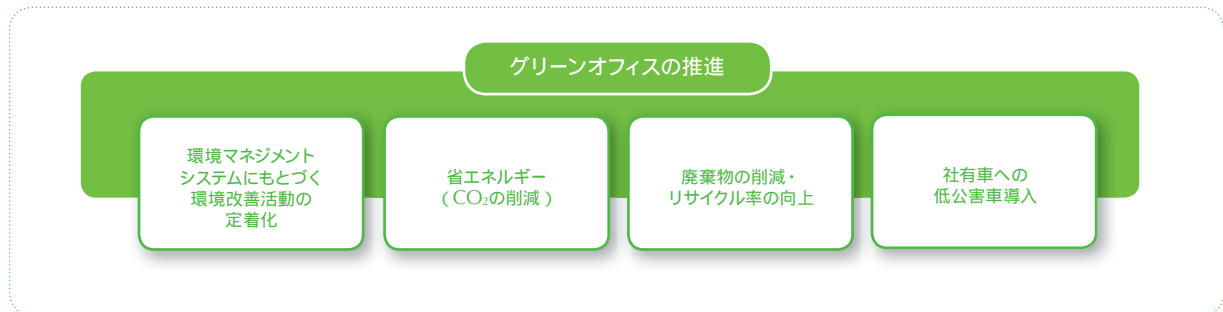 グリーンオフィスの推進
環境マネジメント
システムにもとづく
環境改善活動の
定着化
省エネルギー
(CO₂の削減)
廃棄物の削減・
リサイクル率の向上
社有車への
低公害車導入